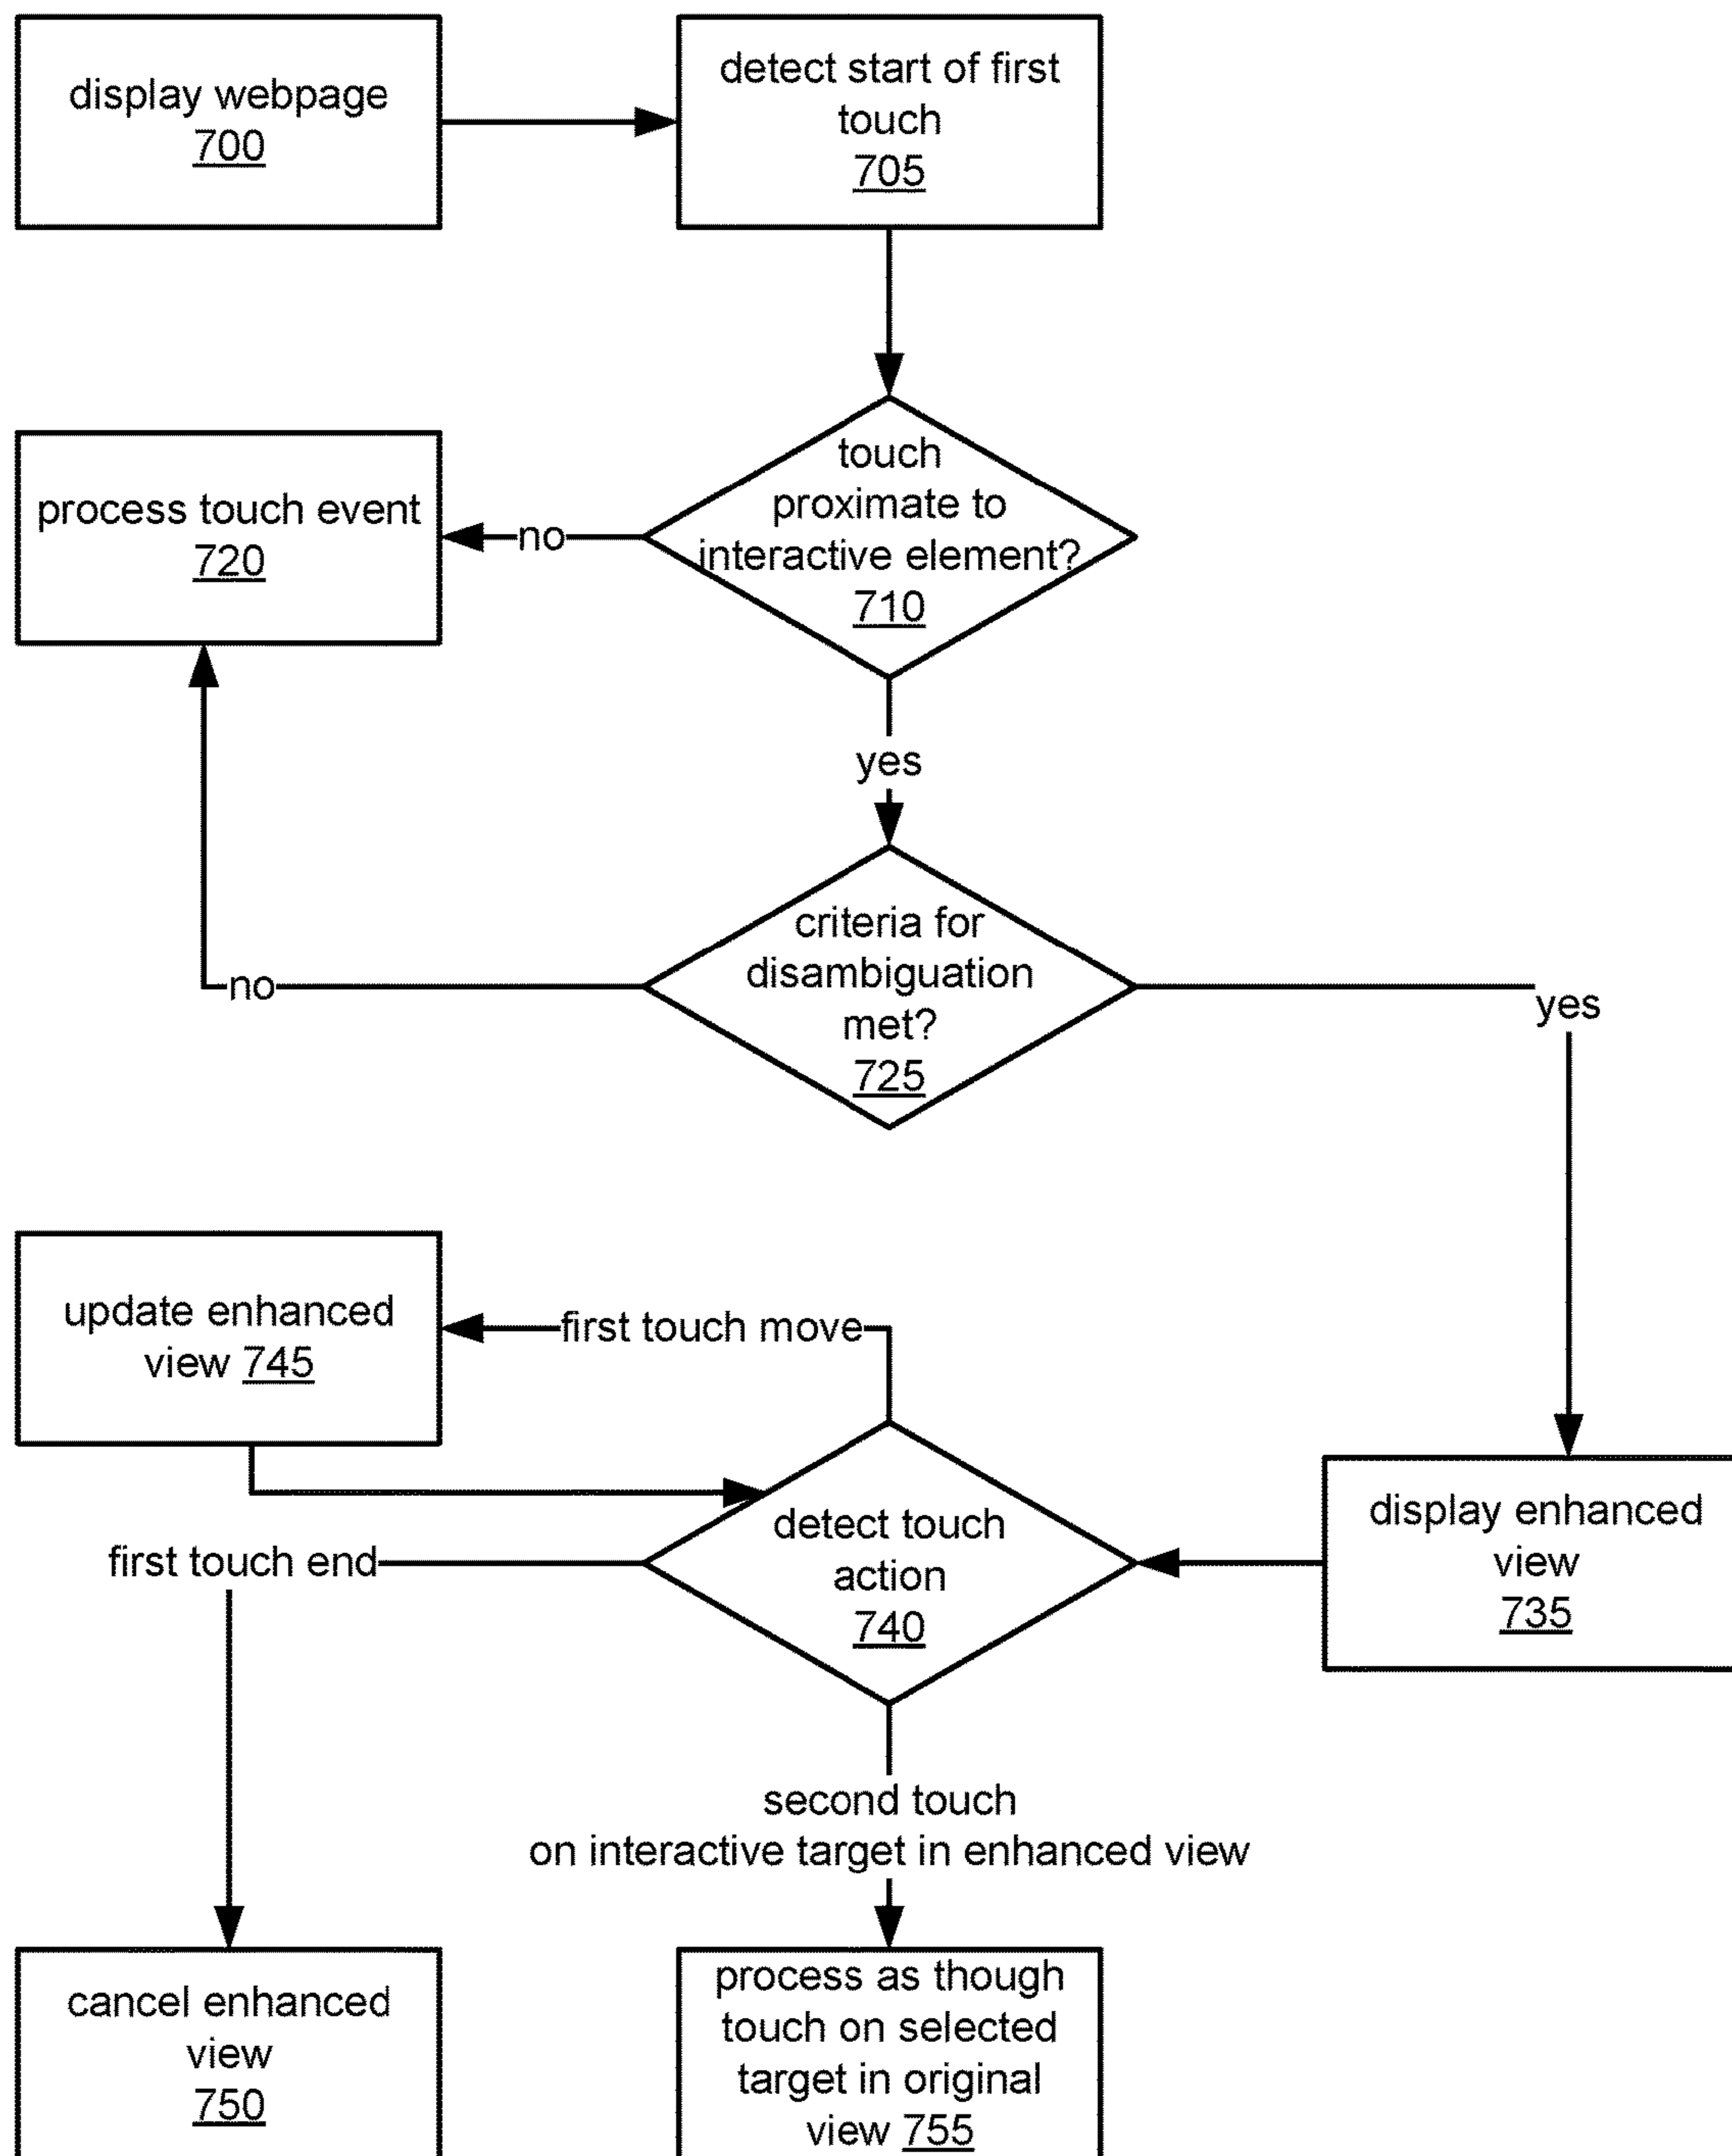 display webpage
700
detect start of first
touch
705
touch
proximate to
interactive element?
710
no
process touch event
720
yes
criteria for
disambiguation
met?
725
no
yes
update enhanced
view 745
first touch move
detect touch
action
740
display enhanced
view
735
first touch end
second touch
on interactive target in enhanced view
cancel enhanced
view
750
process as though
touch on selected
target in original
view 755